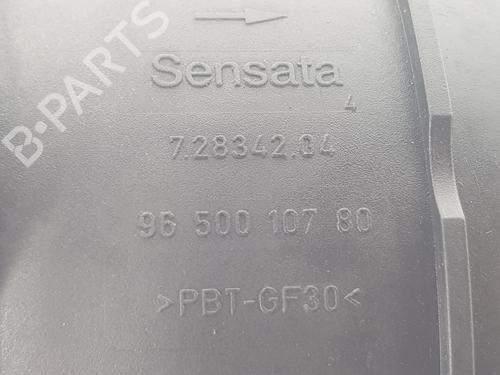 B-PARTS
Sensata
4
7.28342.04
96 500 107 80
>PBT-GF30<